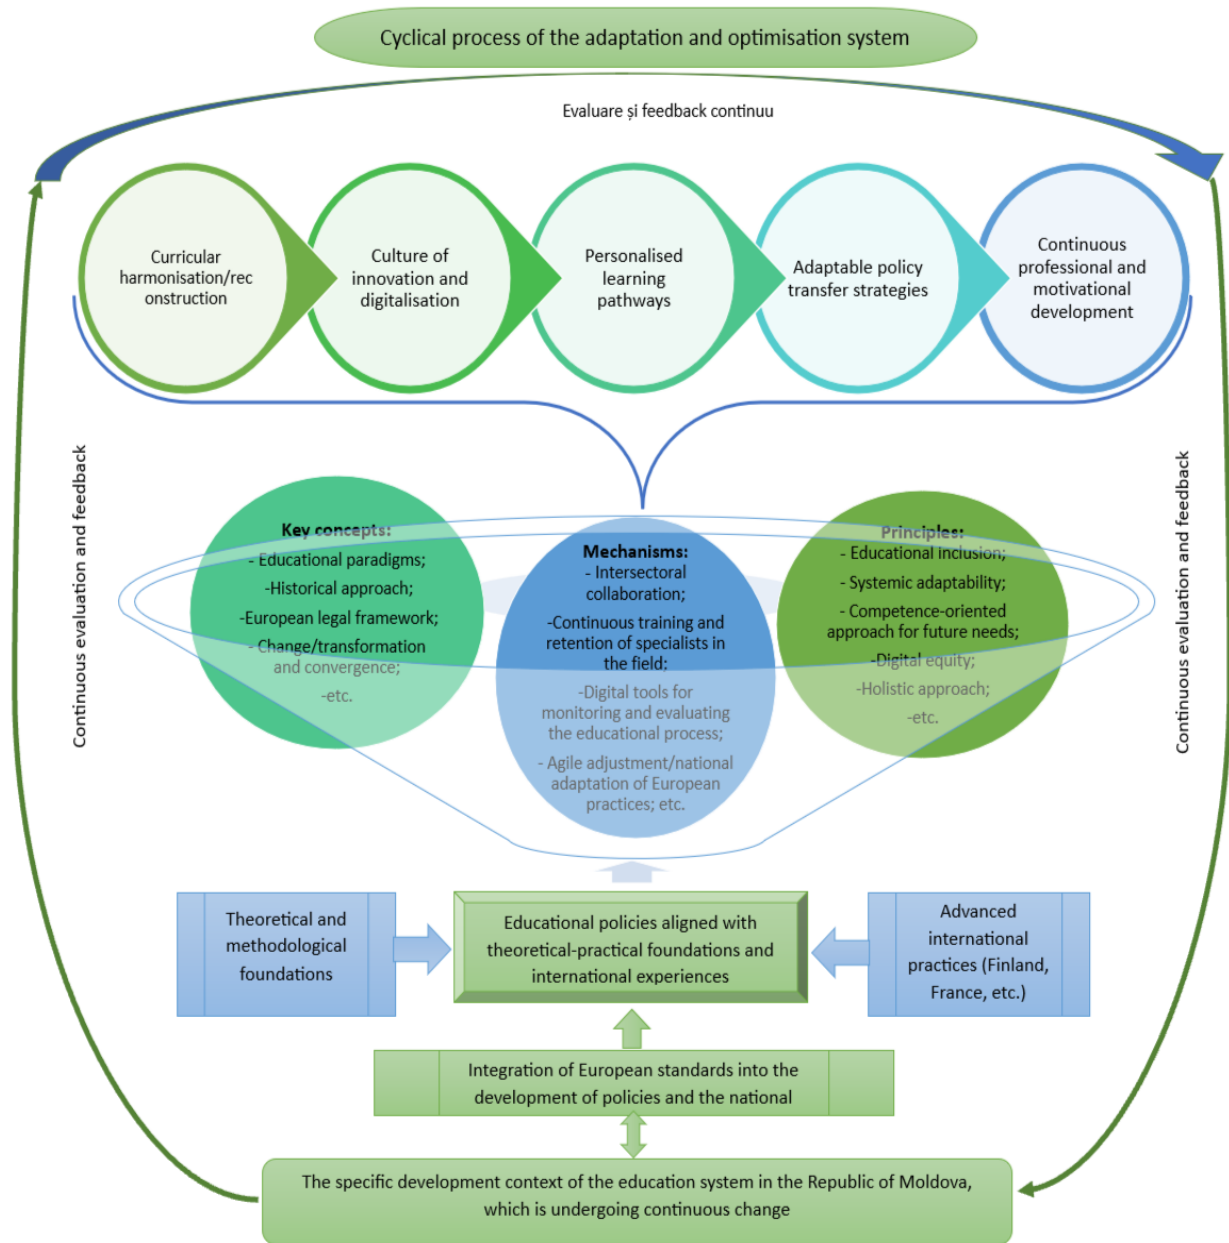 Cyclical process of the adaptation and optimisation system
Evaluare și feedback continuu
Curricular
harmonisation/rec
onstruction
Culture of
innovation and
digitalisation
Personalised
learning
pathways
Adaptable policy
transfer strategies
Continuous
professional and
motivational
development
Continuous evaluation and feedback
Key concepts:
- Educational paradigms;
-Historical approach;
-European legal framework;
- Change/transformation
and convergence;
-etc.
Mechanisms:
- Intersectoral
collaboration;
-Continuous training and
retention of specialists in
the field;
-Digital tools for
monitoring and evaluating
the educational process;
- Agile adjustment/national
adaptation of European
practices; etc.
Principles:
- Educational inclusion;
- Systemic adaptability;
- Competence-oriented
approach for future needs;
-Digital equity;
-Holistic approach;
-etc.
Continuous evaluation and feedback
Theoretical and
methodological
foundations
Educational policies aligned with
theoretical-practical foundations and
international experiences
Advanced
international
practices (Finland,
France, etc.)
Integration of European standards into the
development of policies and the national
The specific development context of the education system in the Republic of Moldova,
which is undergoing continuous change